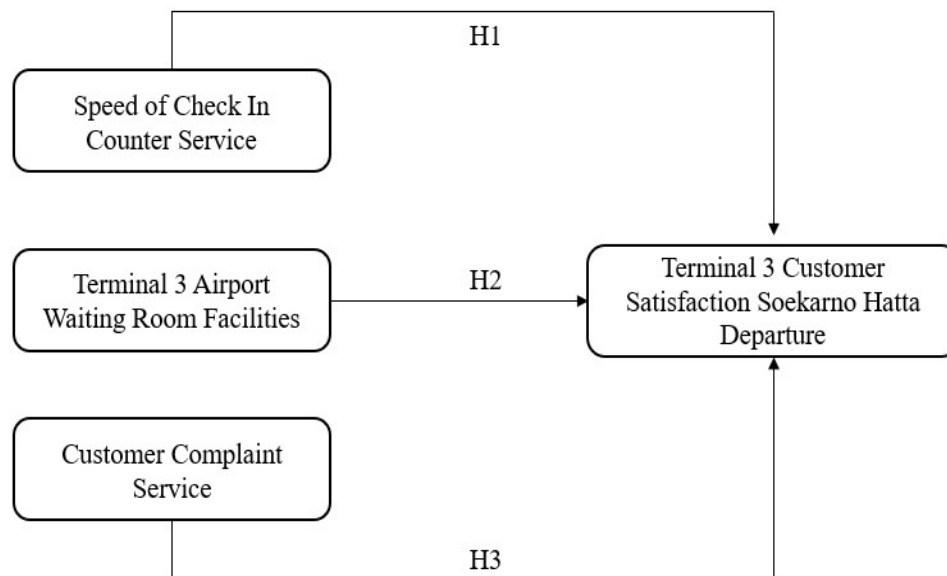 H1
Speed of Check In
Counter Service
Terminal 3 Airport
Waiting Room Facilities
H2
Terminal 3 Customer
Satisfaction Soekarno Hatta
Departure
Customer Complaint
Service
H3